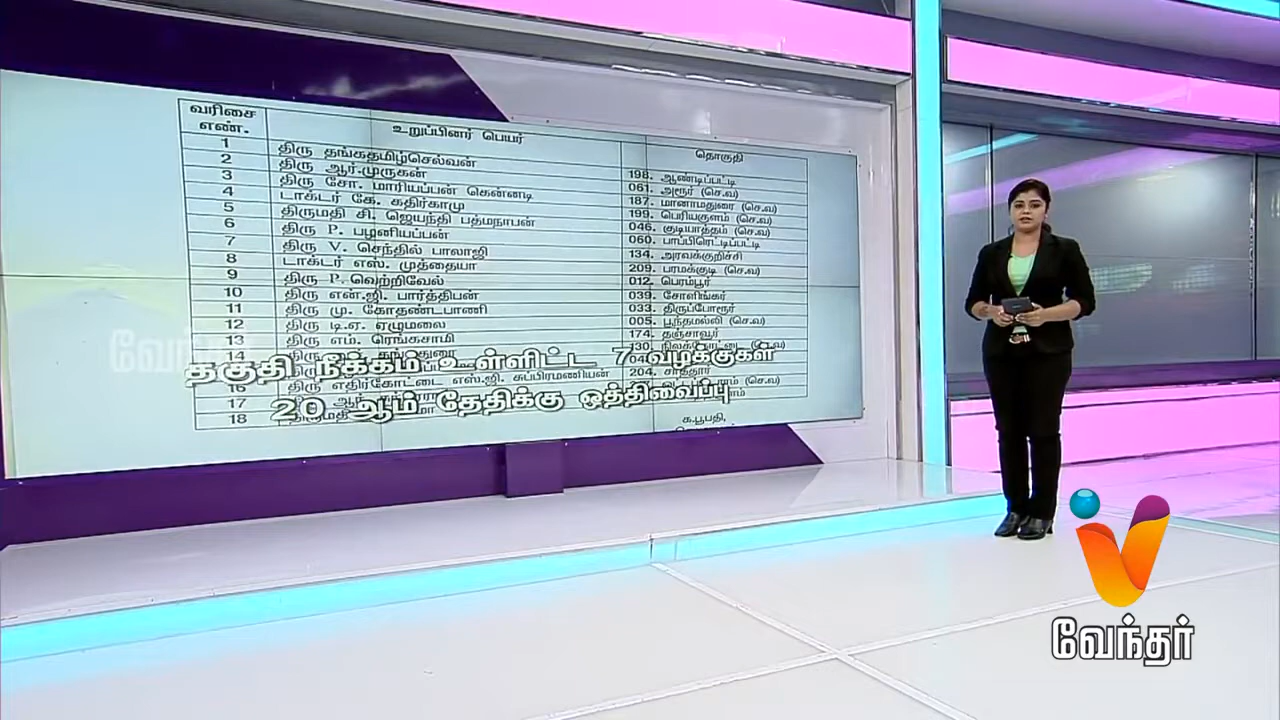 வரிசை எண். உறுப்பினர் பெயர் தொகுதி
1 திரு தங்கதமிழ்செல்வன் 198. ஆண்டிப்பட்டி
2 திரு ஆர்.முருகன் 061. அரூர் (செ.வ)
3 திரு சோ. மாரியப்பன் கென்னடி 187. மானாமதுரை (செ.வ)
4 டாக்டர் கே. கதிர்காமு 199. பெரியகுளம் (செ.வ)
5 திருமதி சி. ஜெயந்தி பத்மநாபன் 046. குடியாத்தம் (செ.வ)
6 திரு P. பழனியப்பன் 060. பாப்பிரெட்டிப்பட்டி
7 திரு V. செந்தில் பாலாஜி 134. அரவக்குறிச்சி
8 டாக்டர் எஸ். முத்தையா 209. பரமக்குடி (செ.வ)
9 திரு P.வெற்றிவேல் 012. பெரம்பூர்
10 திரு என்.ஜி. பார்த்திபன் 039. சோளிங்கர்
11 திரு மு. கோதண்டபாணி 033. திருப்போரூர்
12 திரு டி.ஏ. ஏழுமலை 005. பூந்தமல்லி (செ.வ)
13 திரு எம். ரெங்கசாமி 174. தஞ்சாவூர்
14 130.
தகுதி நீக்கம் உள்ளிட்ட 7 வழக்குகள்
16 திரு எதிர்கோட்டை எஸ்.ஜி. சுப்பிரமணியன் 204. சாத்தூர்
20 ஆம் தேதிக்கு ஒத்திவைப்பு
17
18 திருமதி
க.பூபதி,
வேந்தர்
வேந்தர்